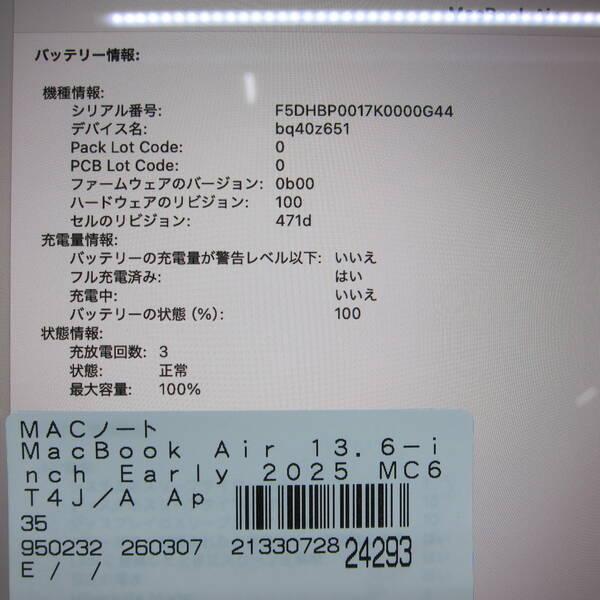 バッテリー情報:
機種情報:
シリアル番号: F5DHBP0017K0000G44
デバイス名: bq40z651
Pack Lot Code: 0
PCB Lot Code: 0
ファームウェアのバージョン: 0b00
ハードウェアのリビジョン: 100
セルのリビジョン: 471d
充電量情報:
バッテリーの充電量が警告レベル以下: いいえ
フル充電済み: はい
充電中: いいえ
バッテリーの状態（%）: 100
状態情報:
充放電回数: 3
状態: 正常
最大容量: 100%
MACノート
MacBook Air 13.6-i
nch Early 2025 MC6
T4J/A Ap
35
950232 260307 21330728 24293
E / /